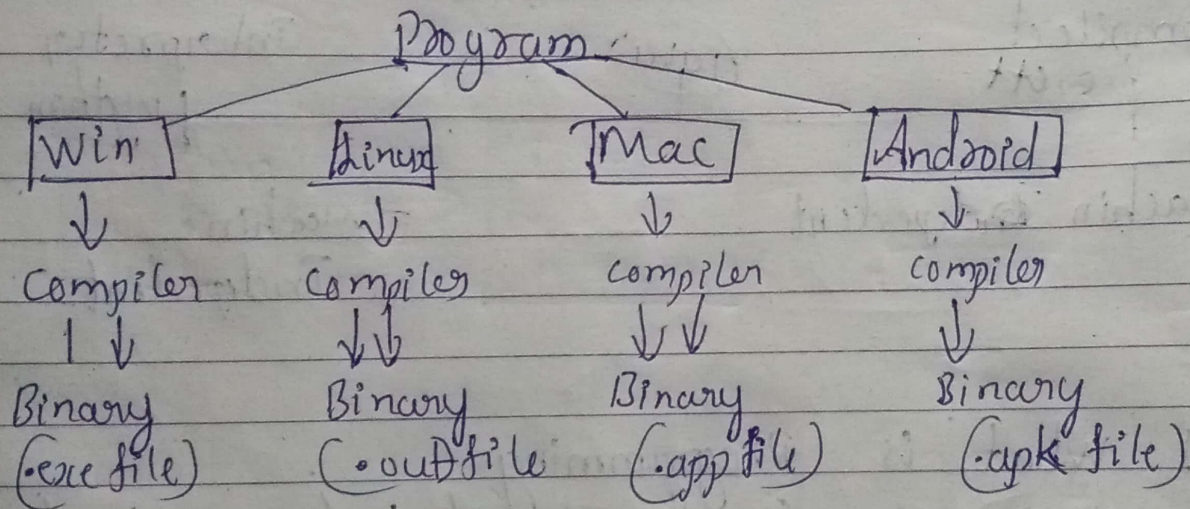 Program
Win Linux Mac Android
Compiler Compiler compiler compiler
Binary Binary Binary Binary
(.exe file) (.out file (.app file) (.apk file)